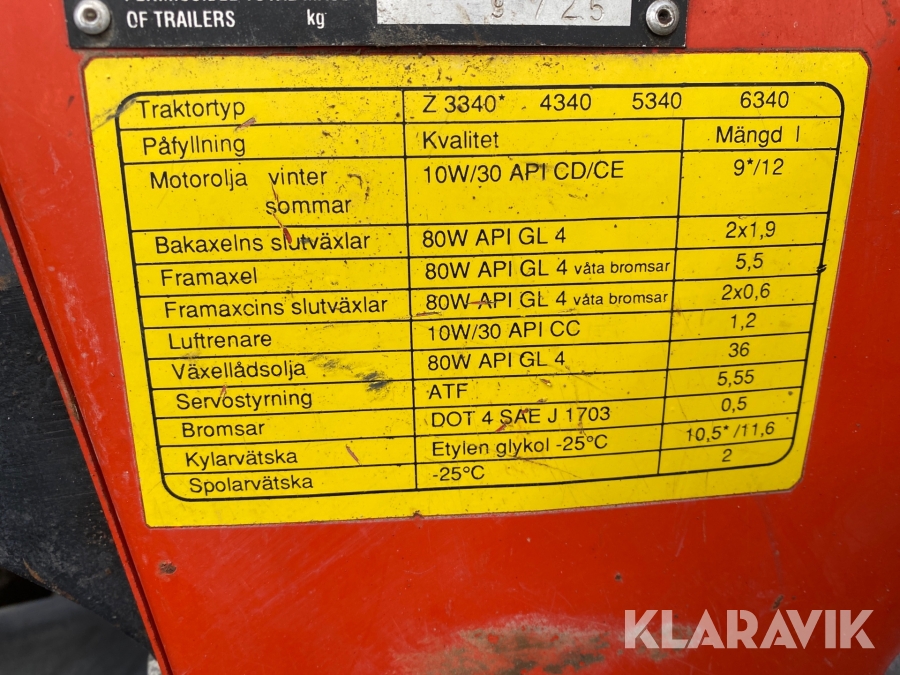 OF TRAILERS kg 725
Traktortyp Z 3340* 4340 5340 6340
Påfyllning Kvalitet Mängd l
Motorolja vinter 10W/30 API CD/CE 9*/12
sommar
Bakaxelns slutväxlar 80W API GL 4 2x1,9
Framaxel 80W API GL 4 våta bromsar 5,5
Framaxcins slutväxlar 80W API GL 4 våta bromsar 2x0,6
Luftrenare 10W/30 API CC 1,2
Växellådsolja 80W API GL 4 36
Servostyrning ATF 5,55
Bromsar DOT 4 SAE J 1703 0,5
Kylarvätska Etylen glykol -25°C 10,5*/11,6
Spolarvätska -25°C 2
KLARAVIK